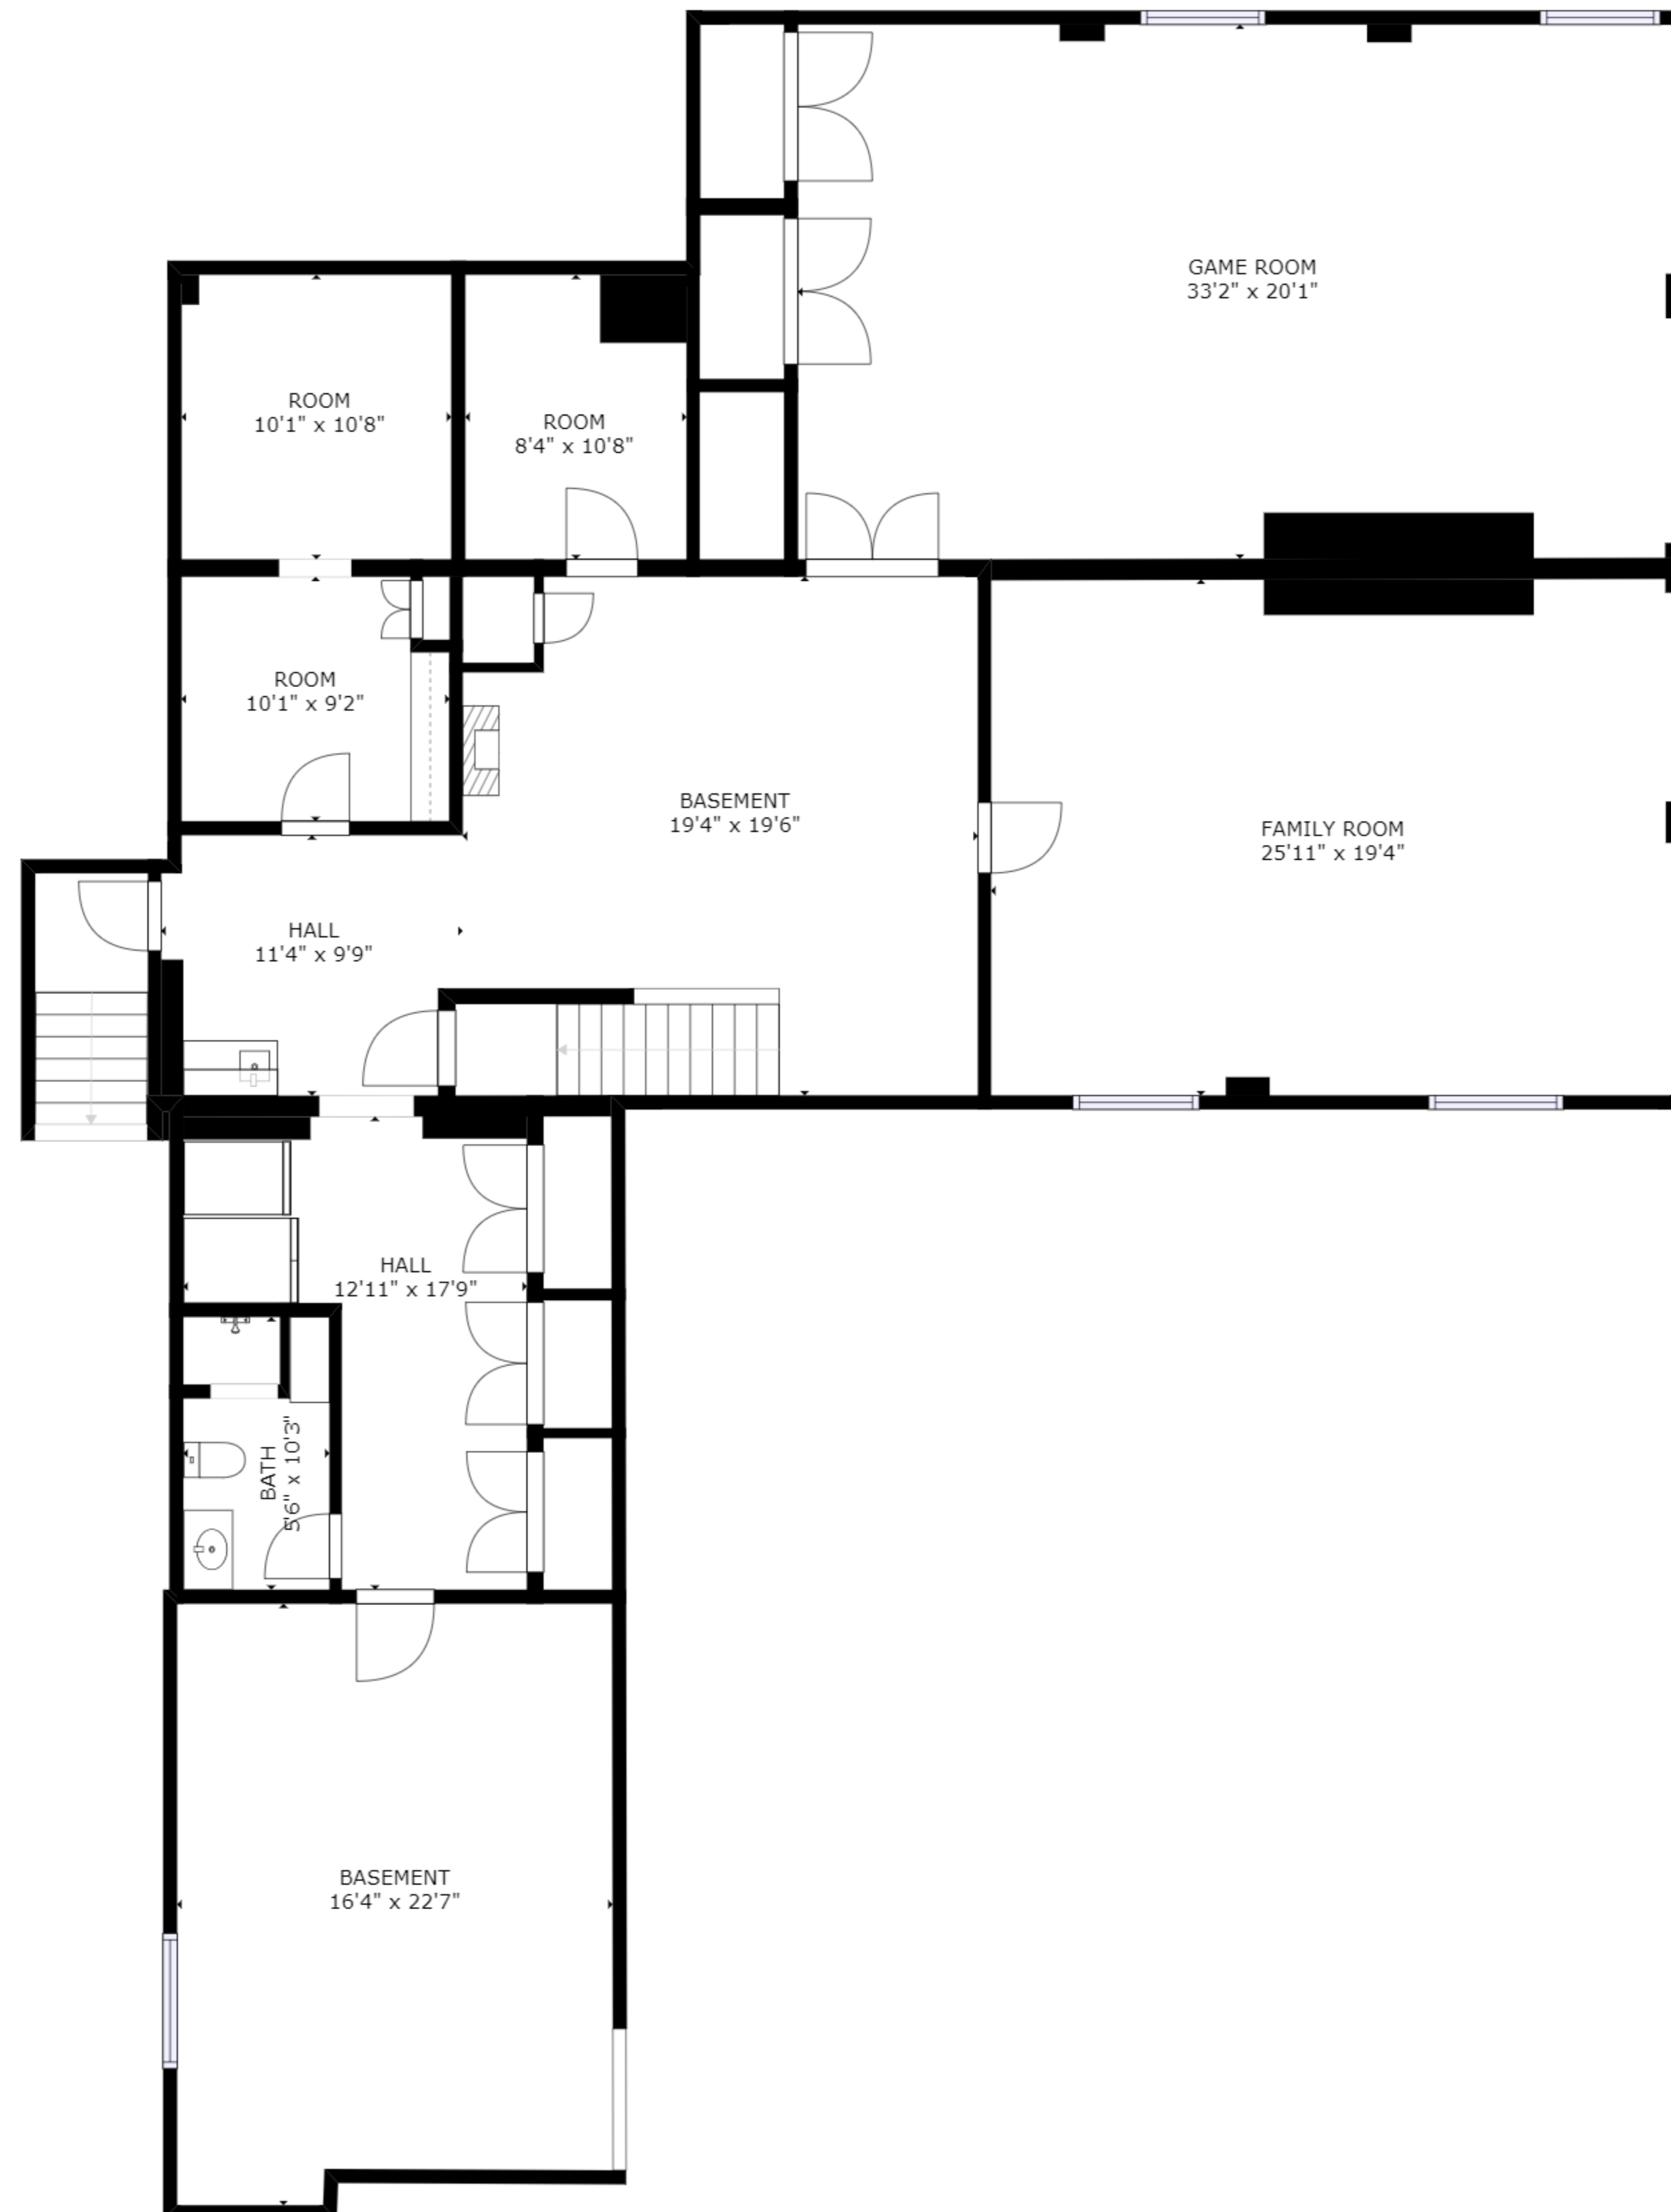 GAME ROOM
33'2" x 20'1"
ROOM
10'1" x 10'8"
ROOM
8'4" x 10'8"
ROOM
10'1" x 9'2"
BASEMENT
19'4" x 19'6"
FAMILY ROOM
25'11" x 19'4"
HALL
11'4" x 9'9"
HALL
12'11" x 17'9"
BATH
5'6" x 10'3"
BASEMENT
16'4" x 22'7"